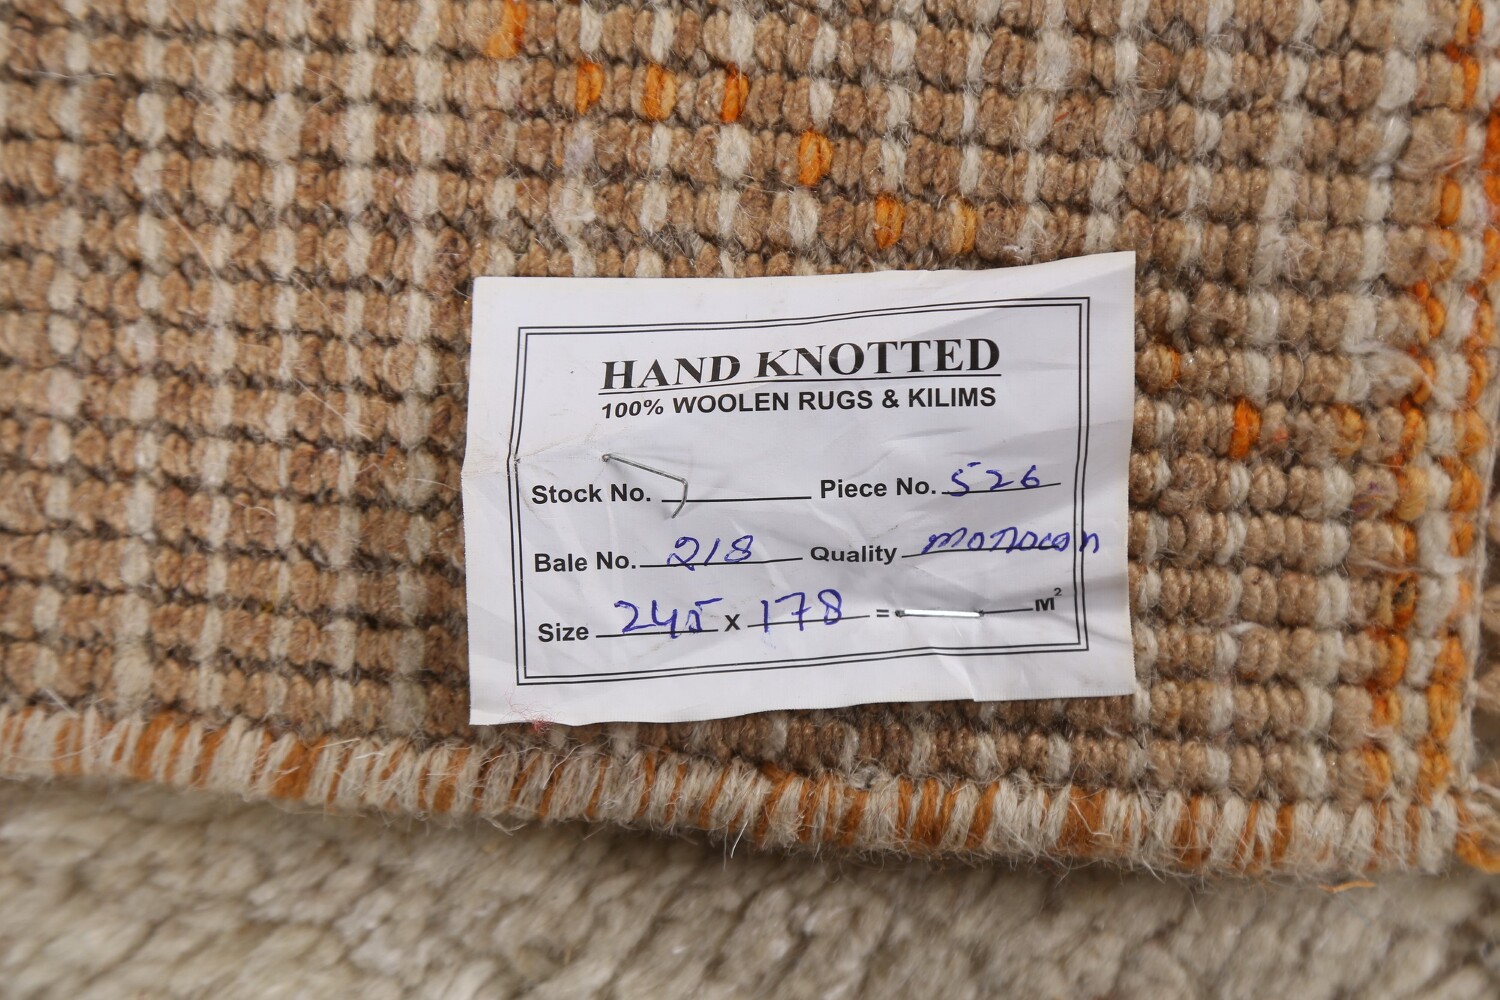 HAND KNOTTED
100% WOOLEN RUGS & KILIMS
Stock No. Piece No. 526
Bale No. 218 Quality
Size 245 x 178 = M²